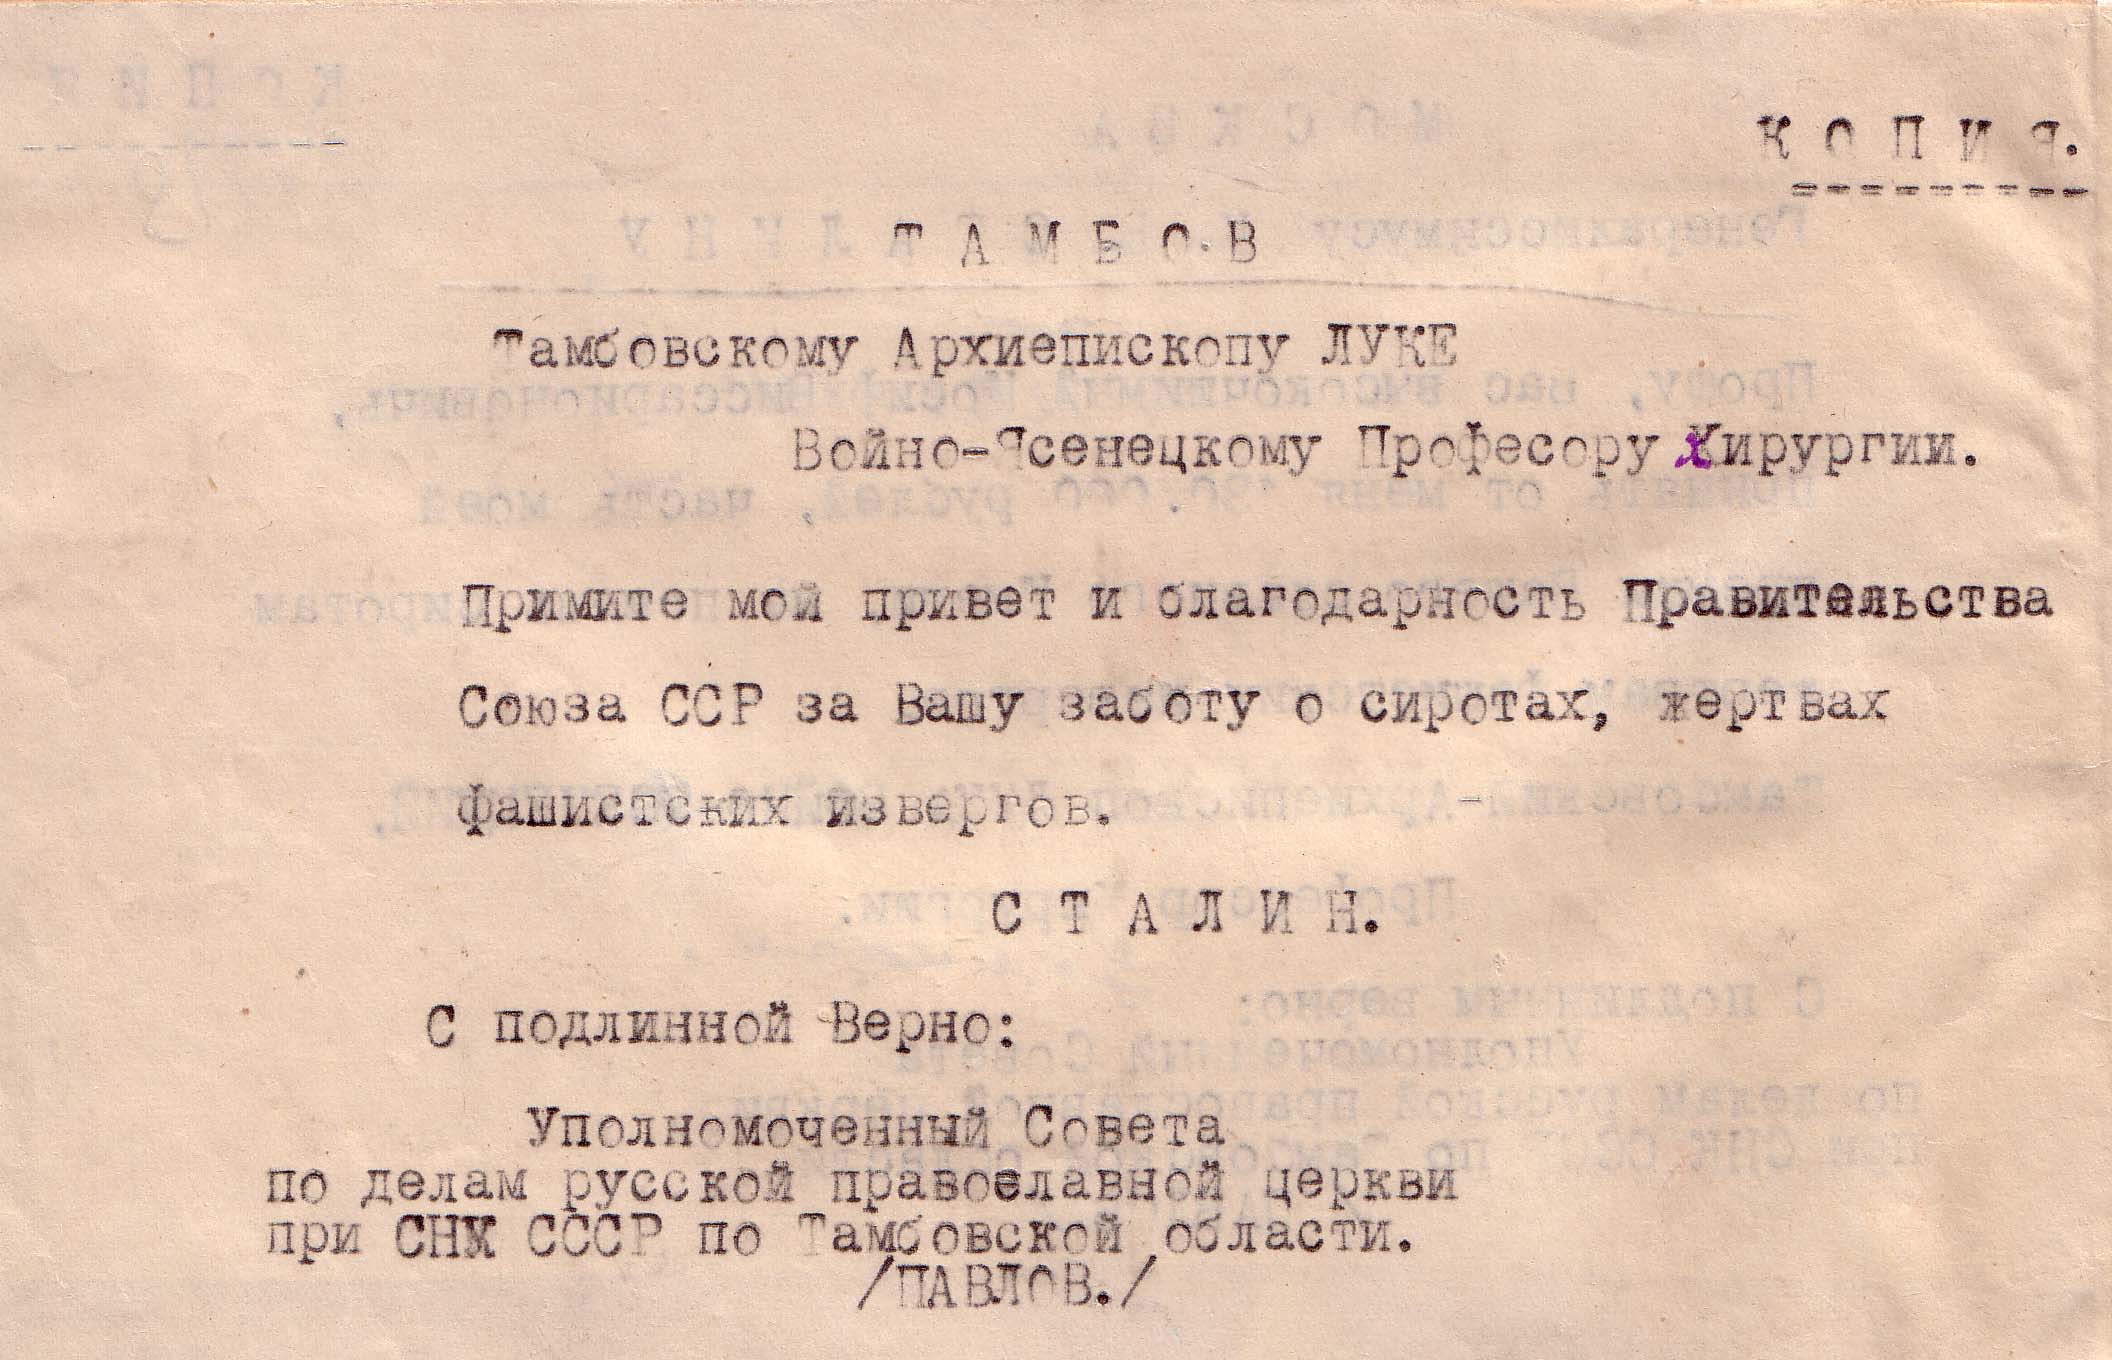 КОПИЯ.
ТАМБОВ
Тамбовскому Архиепископу ЛУКЕ
Войно-Ясенецкому Професору Хирургии.
Примите мой привет и благодарность Правительства
Союза ССР за Вашу заботу о сиротах, жертвах
фашистских извергов.
СТАЛИН.
С подлинной Верно:
Уполномоченный Совета
по делам русской православной церкви
при СНК СССР по Тамбовской области.
/ПАВЛОВ./